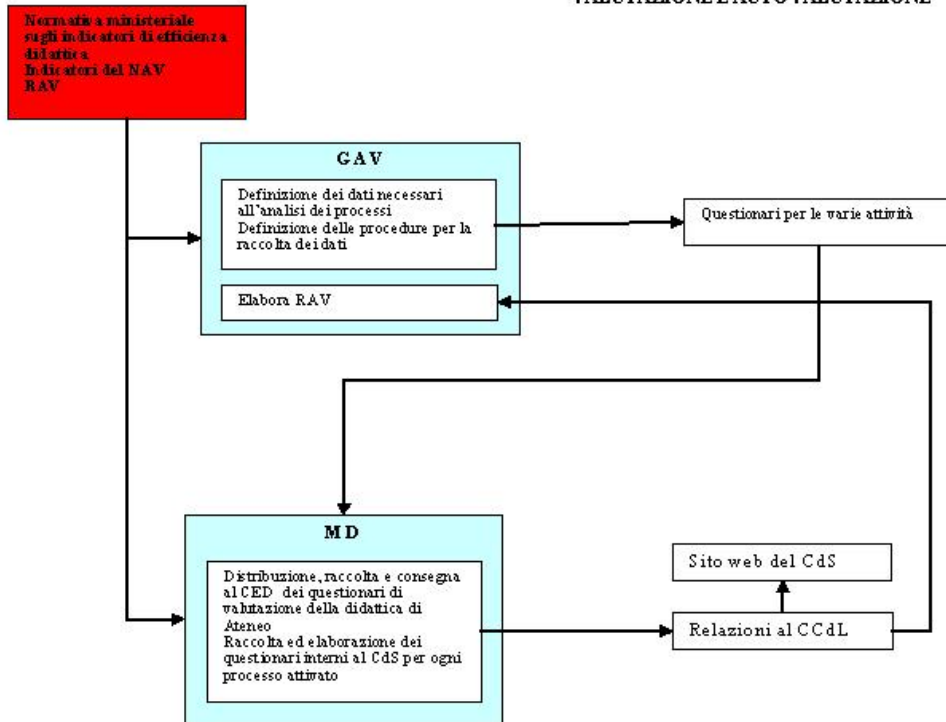 VALUTAZIONE E AUTOVALUTAZIONE
Normativa ministeriale
sugli indicatori di efficienza
didattica
Indicatori del NAV
RAV
GAV
Definizione dei dati necessari
all'analisi dei processi
Definizione delle procedure per la
raccolta dei dati
Questionari per le varie attività
Elabora RAV
MD
Distribuzione, raccolta e consegna
al CED dei questionari di
valutazione della didattica di
Ateneo
Raccolta ed elaborazione dei
questionari interni al CdS per ogni
processo attivato
Sito web del CdS
Relazioni al CCdL